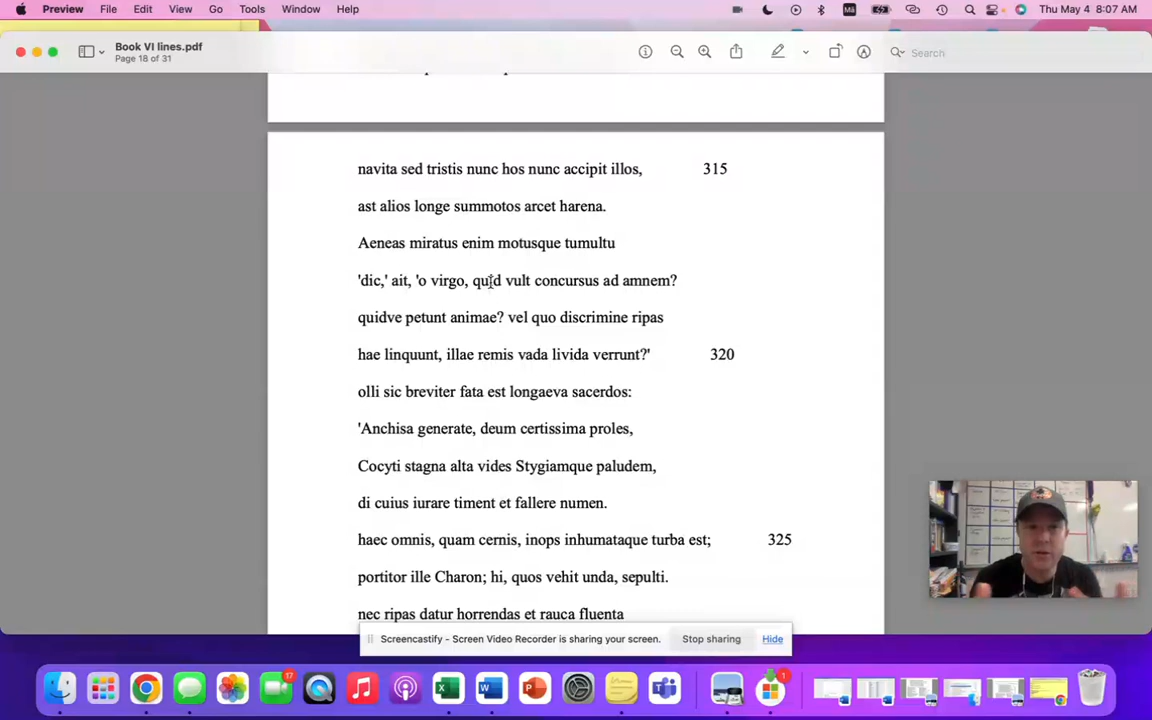 Preview File Edit View Go Tools Window Help Thu May 4 8:07 AM
Book VI lines.pdf
Page 18 of 31
Search
navita sed tristis nunc hos nunc accipit illos, 315
ast alios longe summotos arcet harena.
Aeneas miratus enim motusque tumultu
'dic,' ait, 'o virgo, quid vult concursus ad amnem?
quidve petunt animae? vel quo discrimine ripas
hae linquunt, illae remis vada livida verrunt?' 320
olli sic breviter fata est longaeva sacerdos:
'Anchisa generate, deum certissima proles,
Cocyti stagna alta vides Stygiamque paludem,
di cuius iurare timent et fallere numen.
haec omnis, quam cernis, inops inhumataque turba est; 325
portitor ille Charon; hi, quos vehit unda, sepulti.
nec ripas datur horrendas et rauca fluenta
Screencastify - Screen Video Recorder is sharing your screen. Stop sharing Hide
17
1